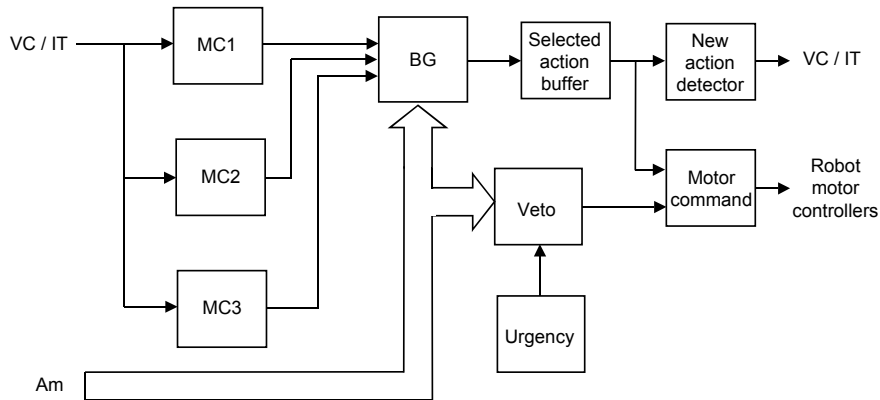 VC / IT
MC1
BG
Selected
action
buffer
New
action
detector
VC / IT
MC2
Veto
Motor
command
Robot
motor
controllers
MC3
Urgency
Am